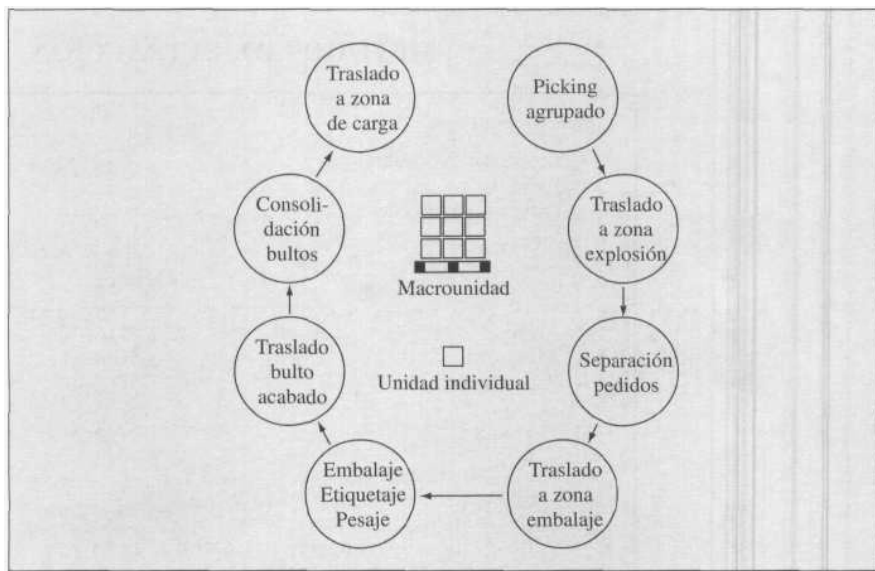 Picking
agrupado
Traslado
a zona
explosión
Separación
pedidos
Traslado
a zona
embalaje
Embalaje
Etiquetaje
Pesaje
Traslado
bulto
acabado
Consoli-
dación
bultos
Traslado
a zona
de carga
Macrounidad
Unidad individual